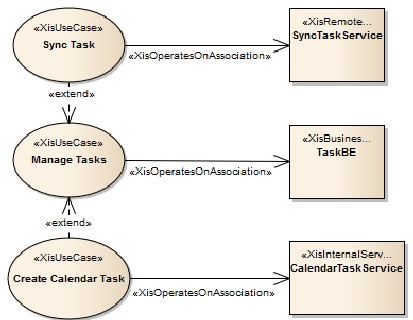 «XisUseCase»
Sync Task
«XisRemote...
SyncTaskService
«XisOperatesOnAssociation»
«extend»
«XisUseCase»
Manage Tasks
«XisBusines...
TaskBE
«XisOperatesOnAssociation»
«extend»
«XisUseCase»
Create Calendar Task
«XisInternalServ...
CalendarTaskService
«XisOperatesOnAssociation»